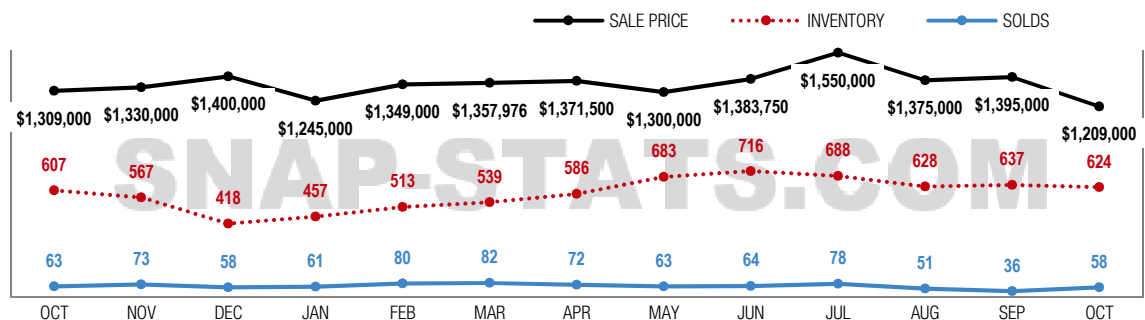 SALE PRICE INVENTORY SOLDS
$1,309,000 $1,330,000 $1,400,000 $1,245,000 $1,349,000 $1,357,976 $1,371,500 $1,300,000 $1,383,750 $1,550,000 $1,375,000 $1,395,000 $1,209,000
SNAP-STATS.COM
607 567 418 457 513 539 586 683 716 688 628 637 624
63 73 58 61 80 82 72 63 64 78 51 36 58
OCT NOV DEC JAN FEB MAR APR MAY JUN JUL AUG SEP OCT